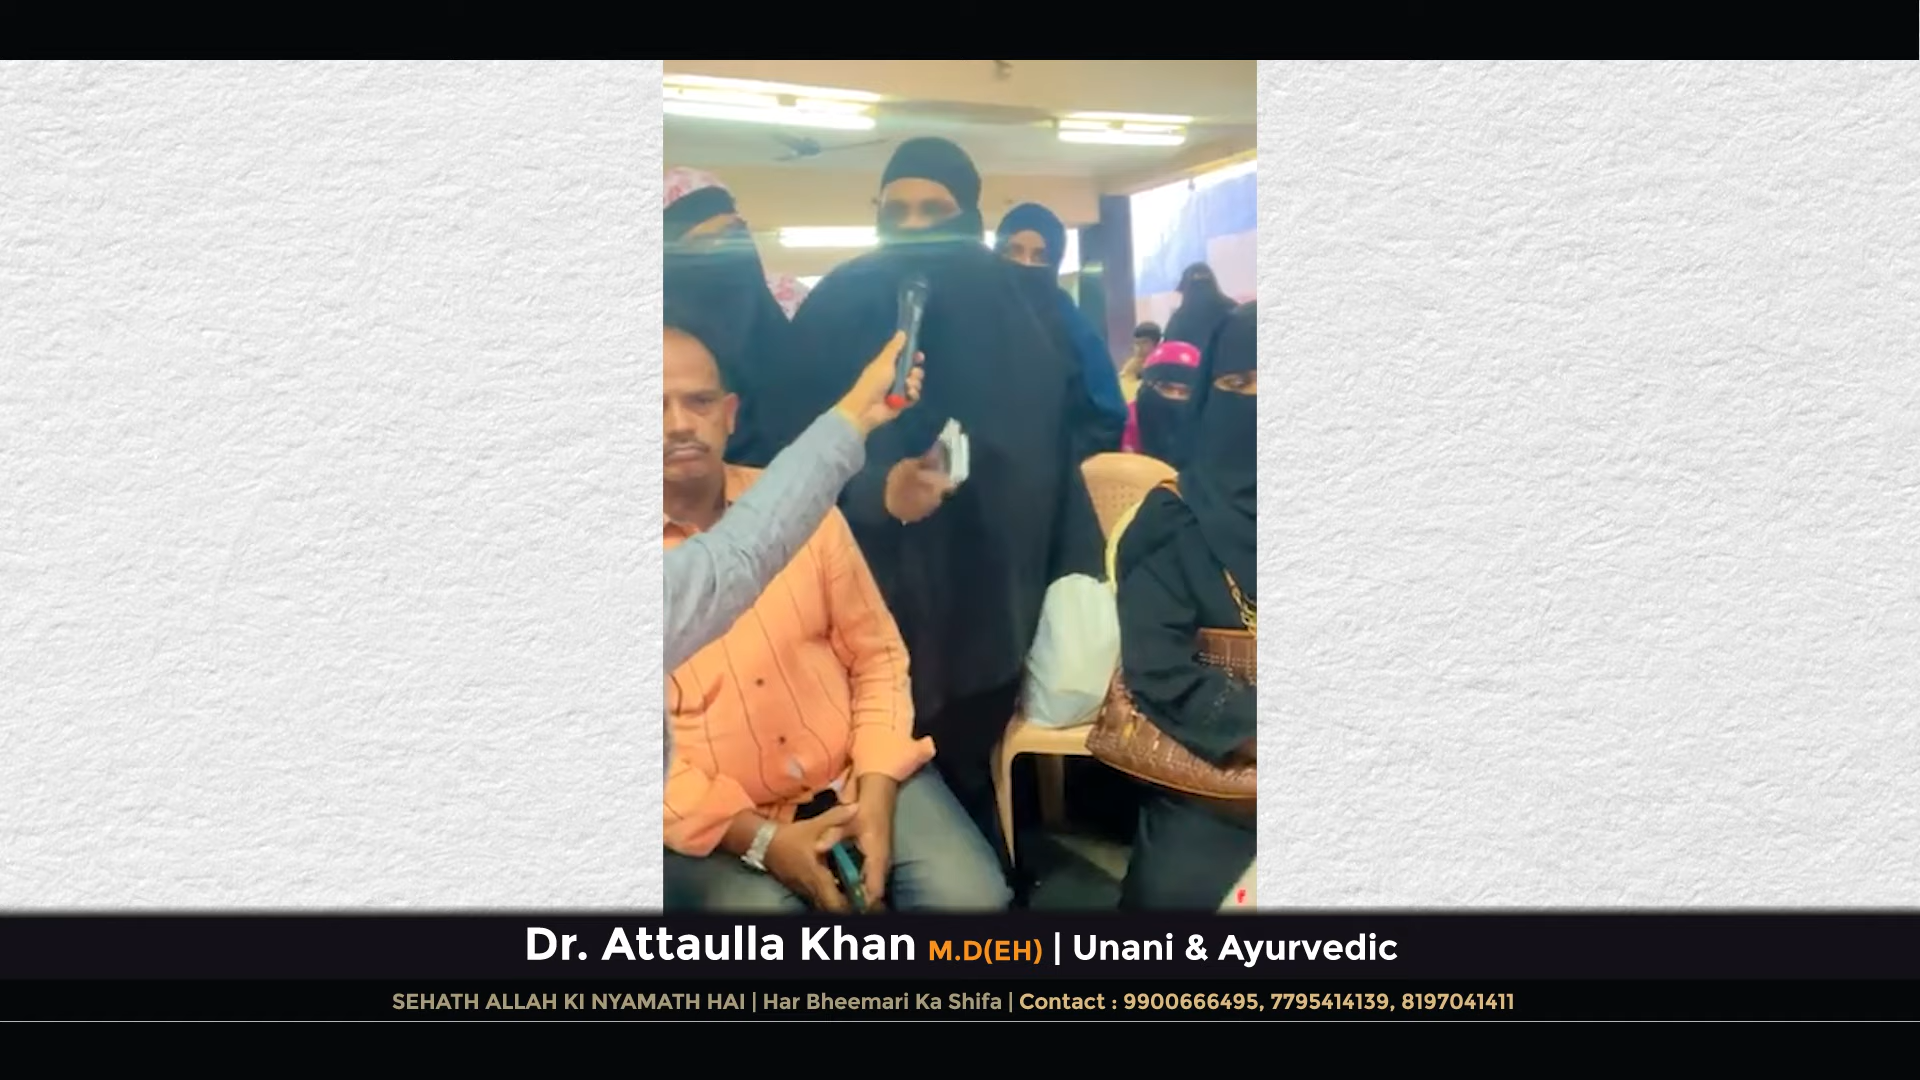 Dr. Attaulla Khan M.D(EH) | Unani & Ayurvedic
SEHATH ALLAH KI NYAMATH HAI | Har Bheemari Ka Shifa | Contact : 9900666495, 7795414139, 8197041411